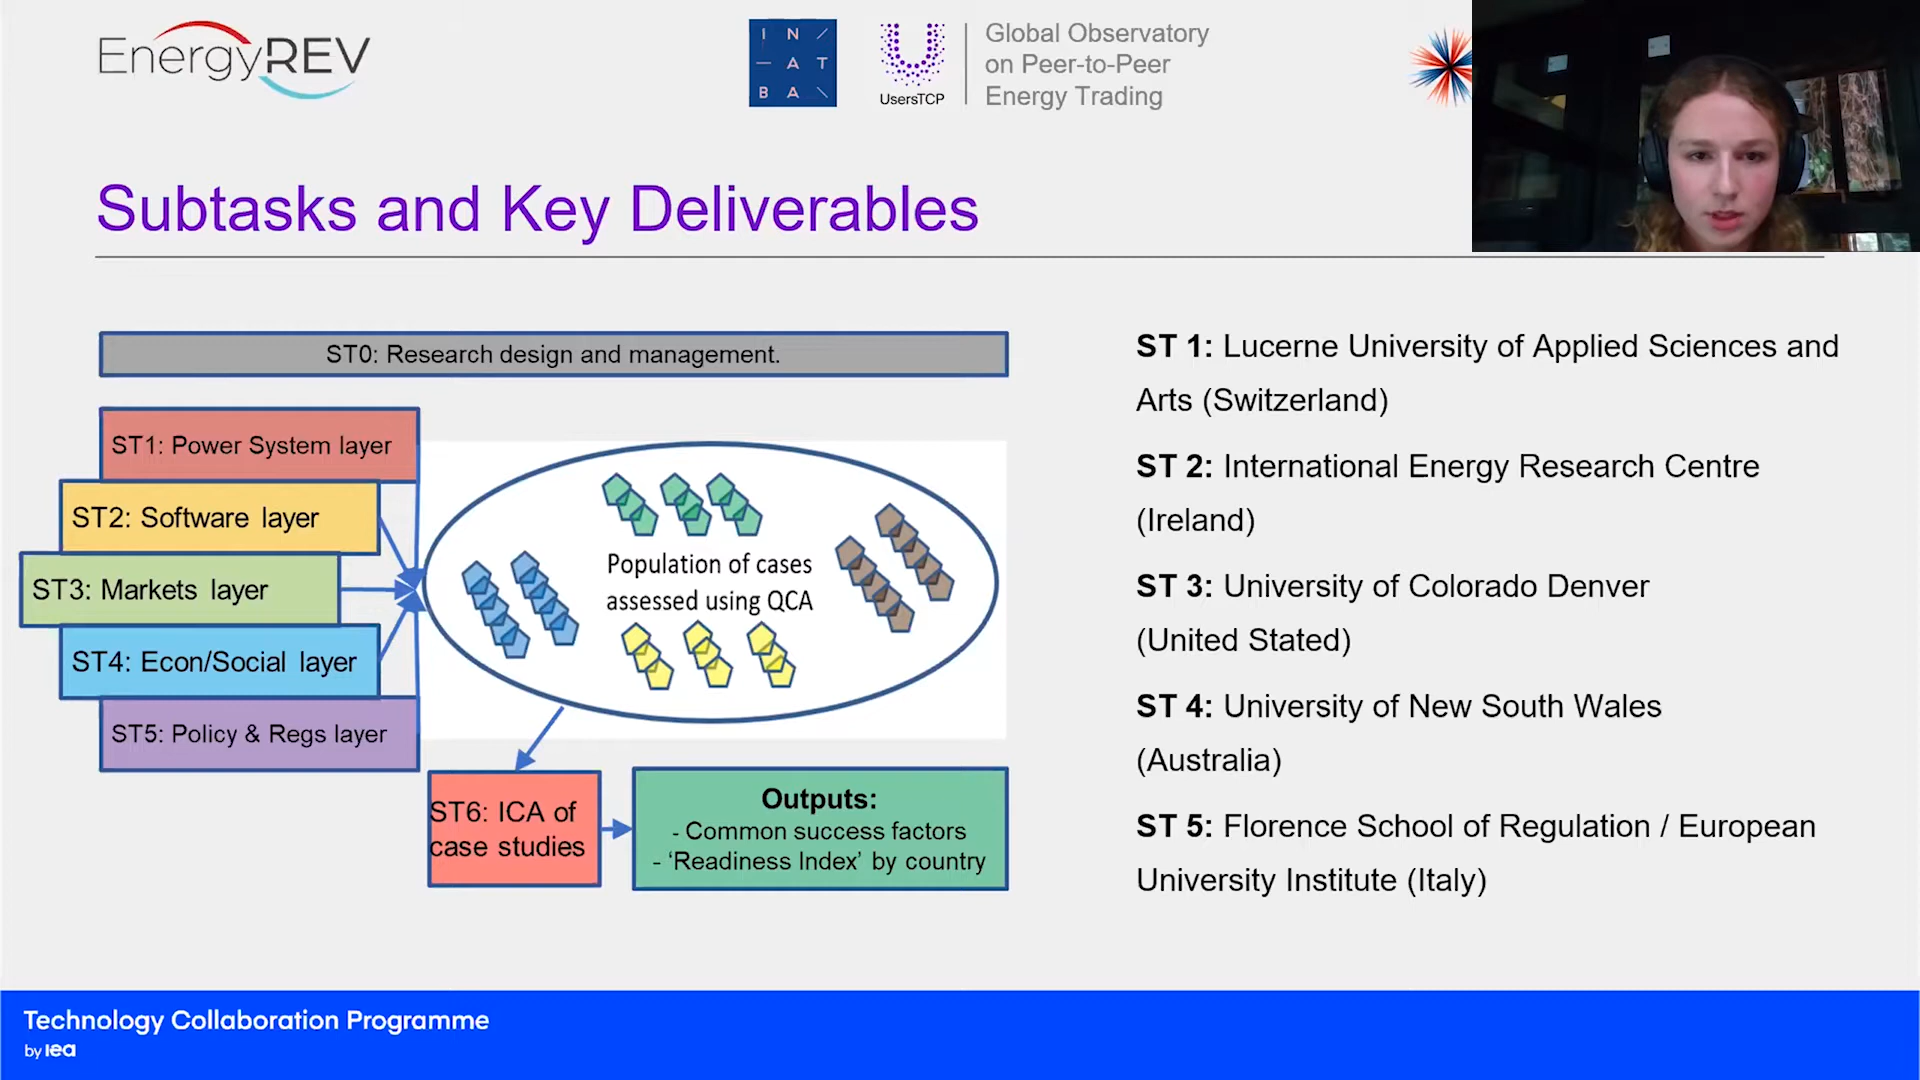 EnergyREV
I N /
— A T
B A \
UsersTCP
Global Observatory
on Peer-to-Peer
Energy Trading
Subtasks and Key Deliverables
ST0: Research design and management.
ST1: Power System layer
ST2: Software layer
ST3: Markets layer
ST4: Econ/Social layer
ST5: Policy & Regs layer
Population of cases
assessed using QCA
ST6: ICA of
case studies
Outputs:
- Common success factors
- ‘Readiness Index’ by country
ST 1: Lucerne University of Applied Sciences and
Arts (Switzerland)
ST 2: International Energy Research Centre
(Ireland)
ST 3: University of Colorado Denver
(United Stated)
ST 4: University of New South Wales
(Australia)
ST 5: Florence School of Regulation / European
University Institute (Italy)
Technology Collaboration Programme
by iea